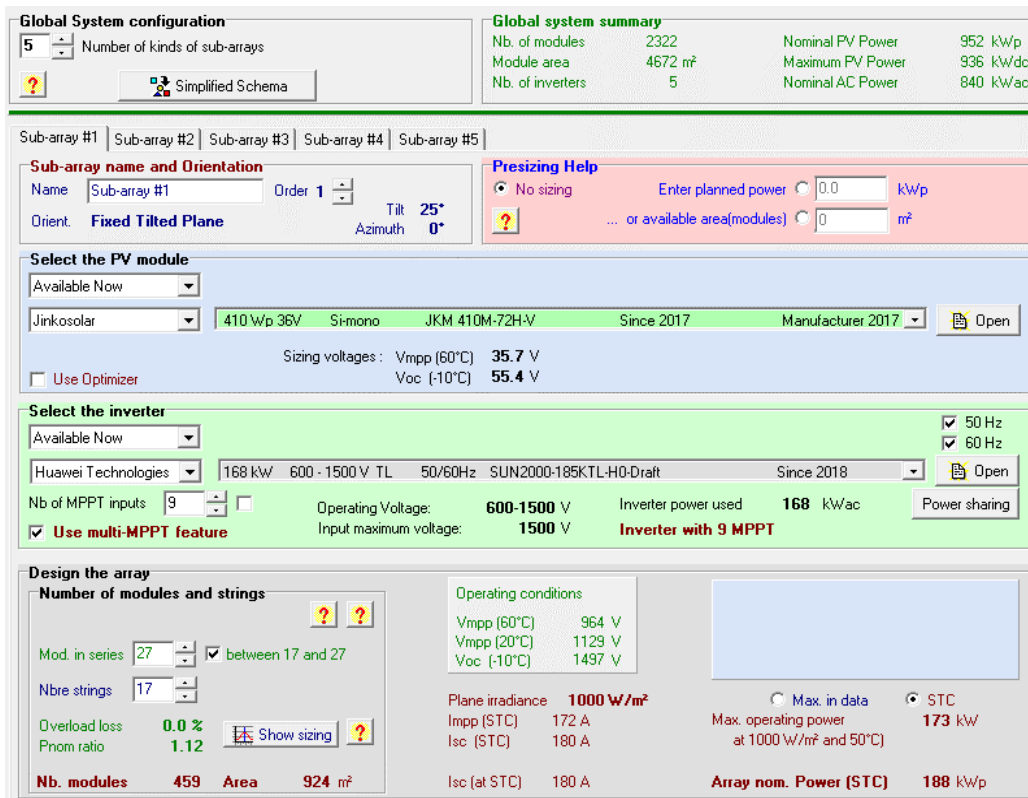 Global System configuration
5 Number of kinds of sub-arrays
? Simplified Schema
Global system summary
Nb. of modules 2322 Nominal PV Power 952 kWp
Module area 4672 m² Maximum PV Power 936 kWdc
Nb. of inverters 5 Nominal AC Power 840 kWac
Sub-array #1 Sub-array #2 Sub-array #3 Sub-array #4 Sub-array #5
Sub-array name and Orientation
Name Sub-array #1 Order 1
Orient. Fixed Tilted Plane Tilt 25°
Azimuth 0°
Presizing Help
No sizing Enter planned power 0.0 kWp
? ... or available area(modules) 0 m²
Select the PV module
Available Now
Jinkosolar 410 Wp 36V Si-mono JKM 410M-72H-V Since 2017 Manufacturer 2017 Open
Sizing voltages : Vmpp (60°C) 35.7 V
Use Optimizer Voc (-10°C) 55.4 V
Select the inverter
Available Now 50 Hz
60 Hz
Huawei Technologies 168 kW 600 - 1500 V TL 50/60Hz SUN2000-185KTL-H0-Draft Since 2018 Open
Nb of MPPT inputs 9 Operating Voltage: 600-1500 V Inverter power used 168 kWac Power sharing
Use multi-MPPT feature Input maximum voltage: 1500 V Inverter with 9 MPPT
Design the array
Number of modules and strings
? ?
Mod. in series 27 between 17 and 27
Nbre strings 17
Overload loss 0.0 %
Pnom ratio 1.12 Show sizing ?
Nb. modules 459 Area 924 m²
Operating conditions
Vmpp (60°C) 964 V
Vmpp (20°C) 1129 V
Voc (-10°C) 1497 V
Plane irradiance 1000 W/m²
Impp (STC) 172 A
Isc (STC) 180 A
Isc (at STC) 180 A
Max. in data STC
Max. operating power 173 kW
at 1000 W/m² and 50°C)
Array nom. Power (STC) 188 kWp